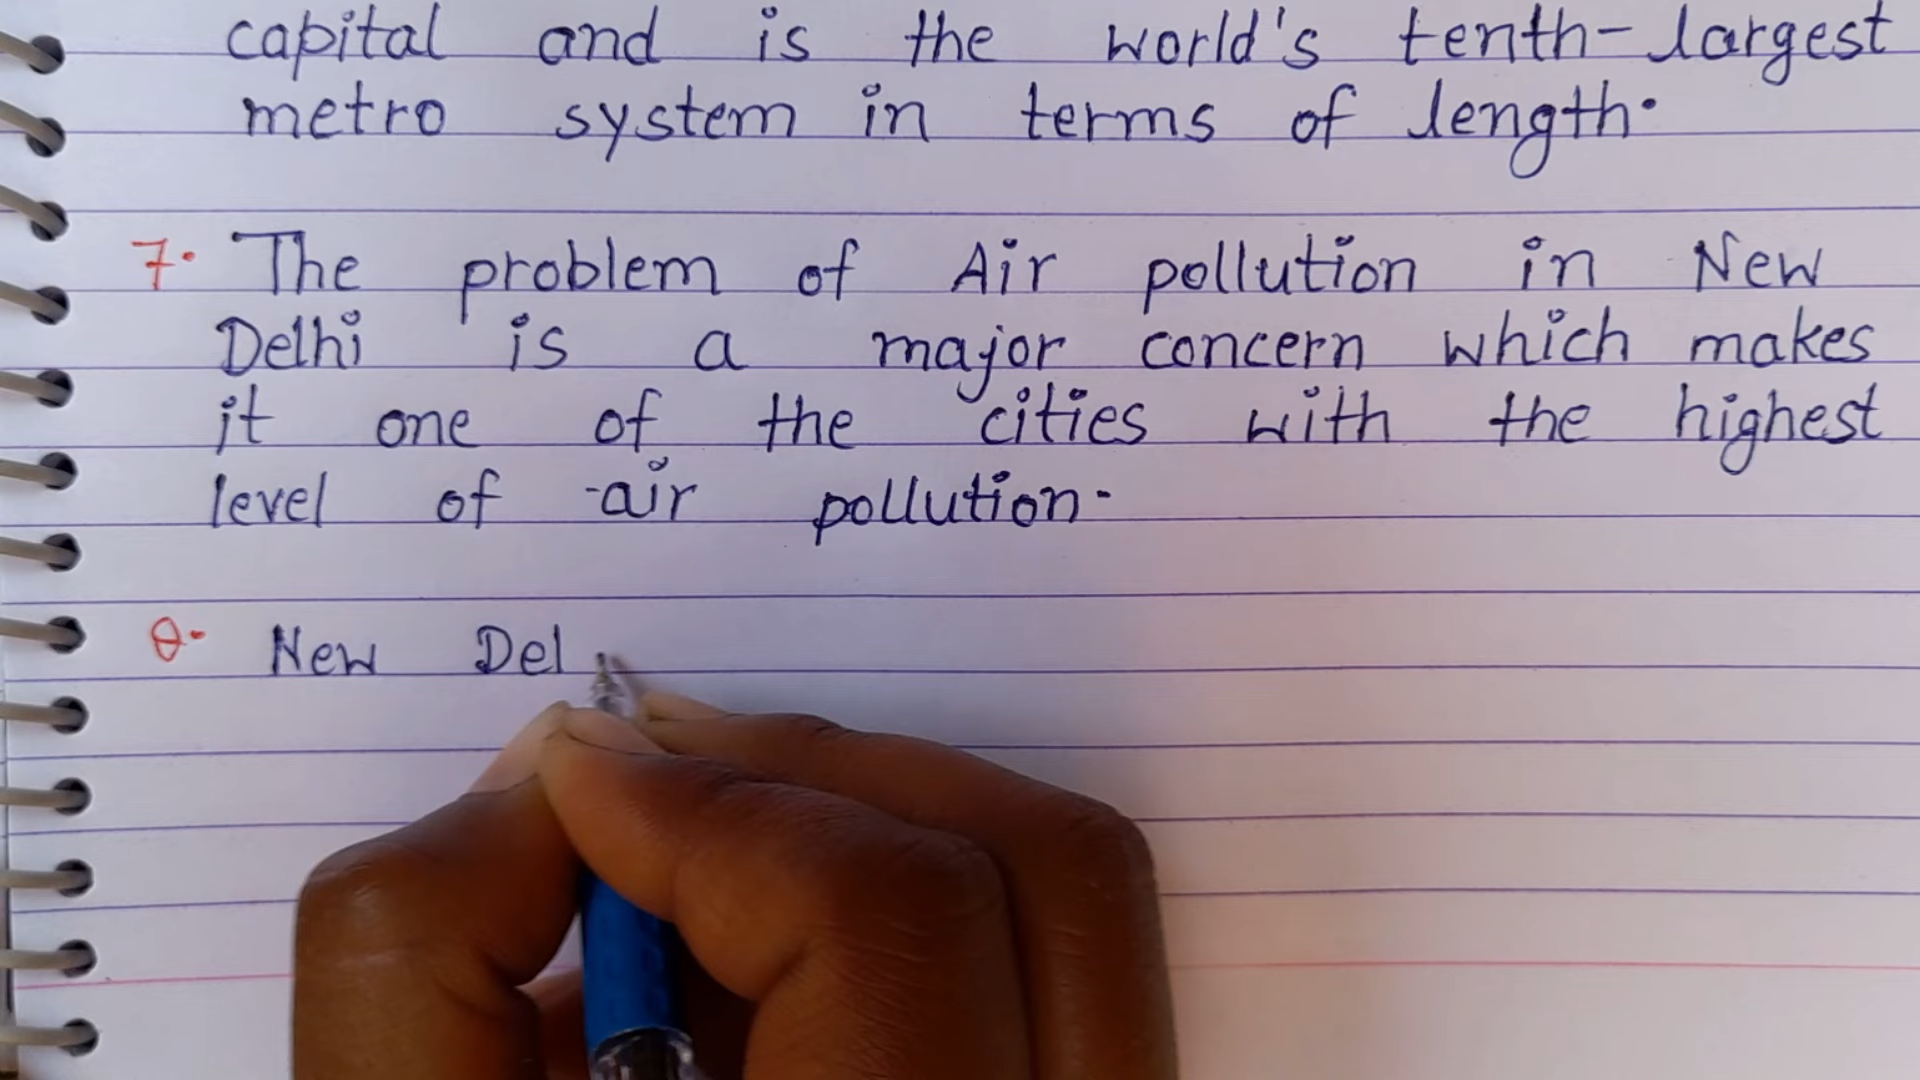 capital and is the world's tenth-largest
metro system in terms of length.
7. The problem of Air pollution in New
Delhi is a major concern which makes
it one of the cities with the highest
level of air pollution.
8. New Del